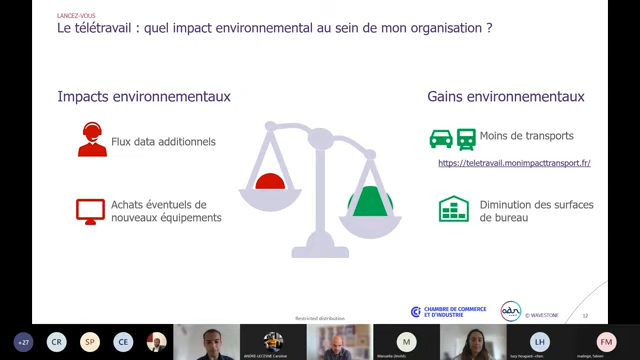 LANCEZ-VOUS
Le télétravail : quel impact environnemental au sein de mon organisation ?
Impacts environnementaux
Gains environnementaux
Flux data additionnels
Moins de transports
https://teletravail.monimpacttransport.fr/
Achats éventuels de
nouveaux équipements
Diminution des surfaces
de bureau
Restricted distribution
CHAMBRE DE COMMERCE
ET D'INDUSTRIE
© WAVESTONE
12
+27
CR
SP
CE
M
LH
FM